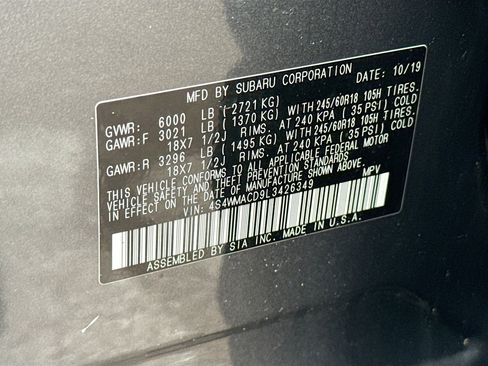 MFD BY SUBARU CORPORATION DATE: 10/19
GVWR: 6000 LB (2721 KG)
GAWR:F 3021 LB (1370 KG) WITH 245/60R18 105H TIRES.
18X7 1/2J RIMS. AT 240 KPA ( 35 PSI) COLD
GAWR:R 3296 LB (1495 KG) WITH 245/60R18 105H TIRES.
18X7 1/2J RIMS. AT 240 KPA ( 35 PSI) COLD
THIS VEHICLE CONFORMS TO ALL APPLICABLE FEDERAL MOTOR
VEHICLE SAFETY AND BUMPER STANDARDS
IN EFFECT ON THE DATE OF MANUFACTURE SHOWN ABOVE.
VIN: 4S4WMACD9L3426349 MPV
ASSEMBLED BY SIA INC. MADE IN U.S.A.